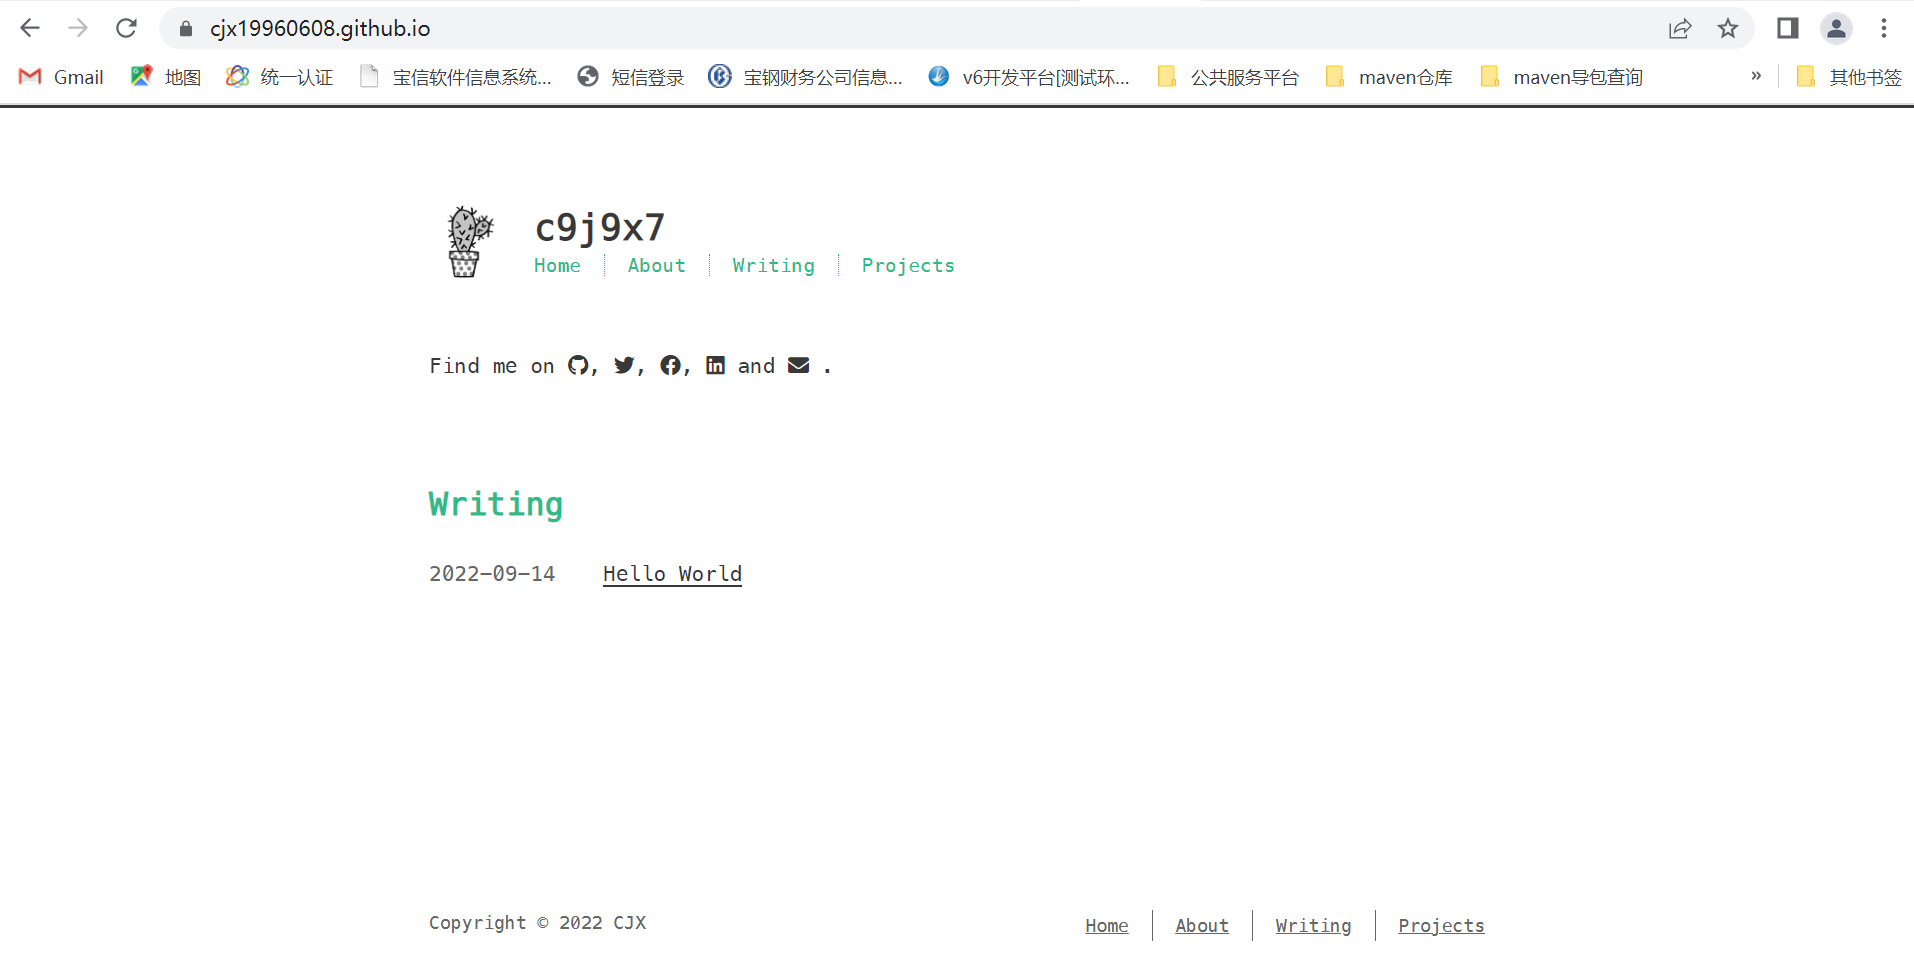 cjx19960608.github.io
Gmail 地图 统一认证 宝信软件信息系统... 短信登录 宝钢财务公司信息... v6开发平台[测试环... 公共服务平台 maven仓库 maven导包查询 » 其他书签
c9j9x7
Home About Writing Projects
Find me on , , , and .
Writing
2022-09-14 Hello World
Copyright © 2022 CJX Home About Writing Projects